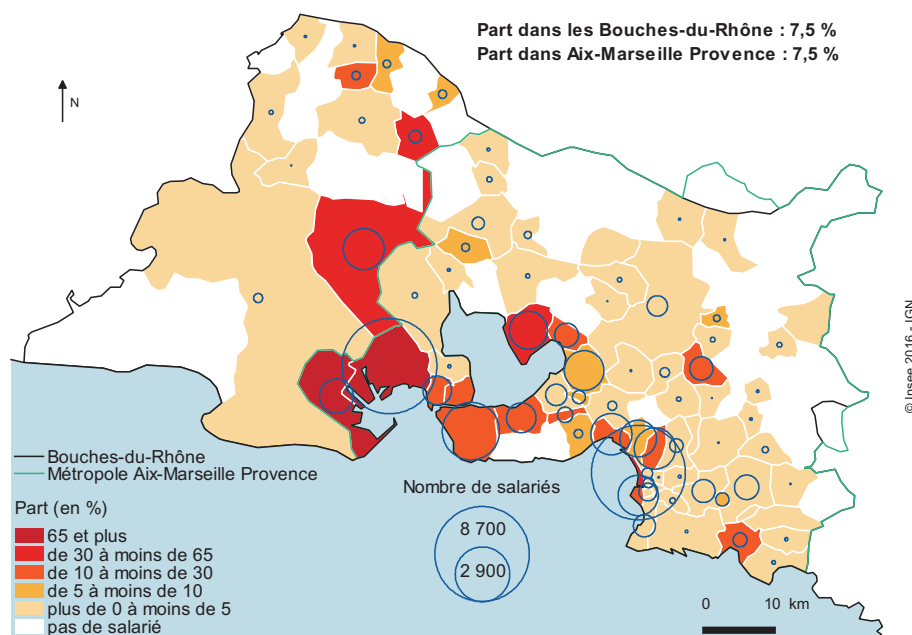 Part dans les Bouches-du-Rhône : 7,5 %
Part dans Aix-Marseille Provence : 7,5 %
N
© Insee 2016 - IGN
Bouches-du-Rhône
Métropole Aix-Marseille Provence
Part (en %)
65 et plus
de 30 à moins de 65
de 10 à moins de 30
de 5 à moins de 10
plus de 0 à moins de 5
pas de salarié
Nombre de salariés
8 700
2 900
0 10 km